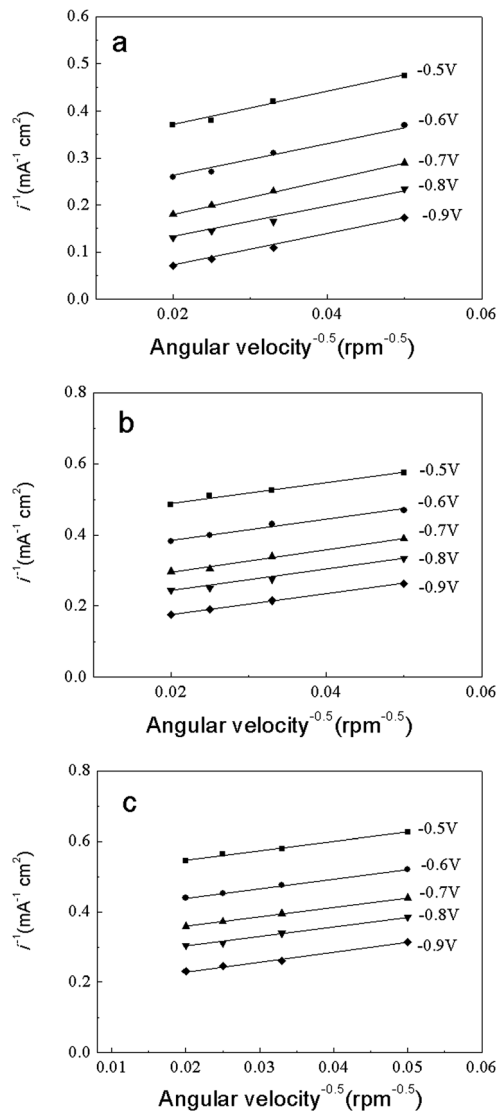 a
0.6
0.5
0.4
0.3
0.2
0.1
0.0
i⁻¹(mA⁻¹ cm²)
-0.5V
-0.6V
-0.7V
-0.8V
-0.9V
0.02 0.04 0.06
Angular velocity⁻⁰·⁵(rpm⁻⁰·⁵)
b
0.8
0.6
0.4
0.2
0.0
i⁻¹(mA⁻¹ cm²)
-0.5V
-0.6V
-0.7V
-0.8V
-0.9V
0.02 0.04 0.06
Angular velocity⁻⁰·⁵(rpm⁻⁰·⁵)
c
0.8
0.6
0.4
0.2
0.0
i⁻¹(mA⁻¹ cm²)
-0.5V
-0.6V
-0.7V
-0.8V
-0.9V
0.01 0.02 0.03 0.04 0.05 0.06
Angular velocity⁻⁰·⁵(rpm⁻⁰·⁵)